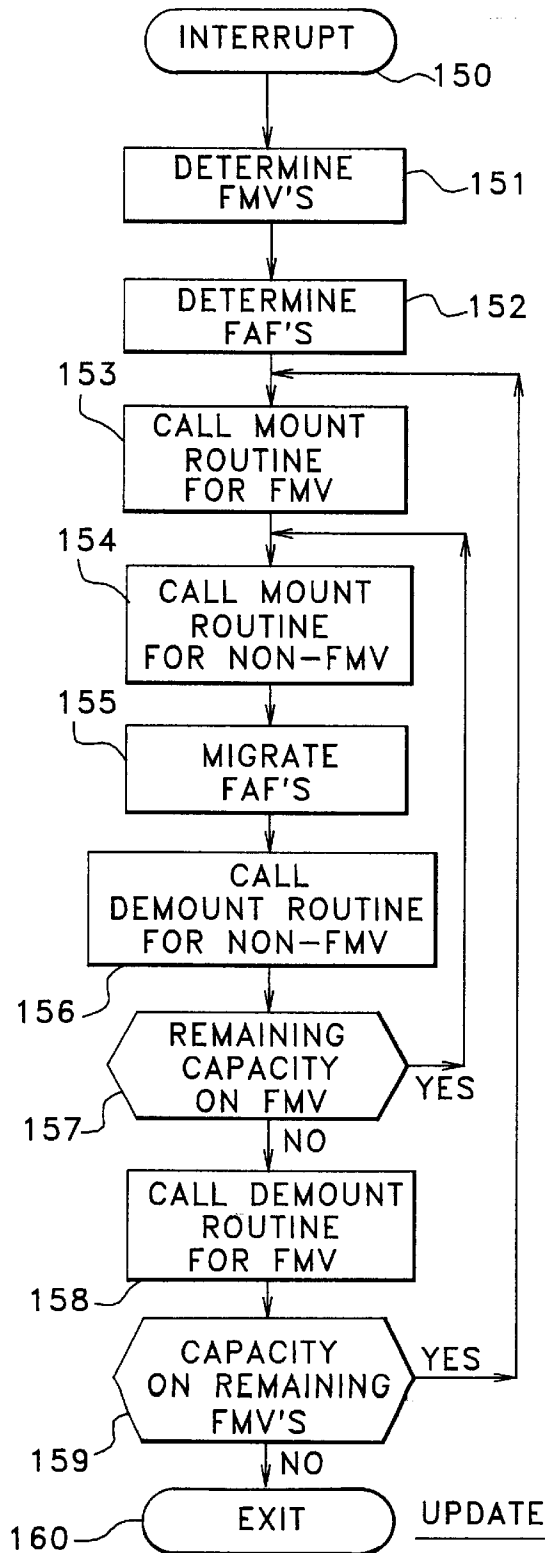 INTERRUPT
150
DETERMINE
FMV'S
151
DETERMINE
FAF'S
152
153
CALL MOUNT
ROUTINE
FOR FMV
154
CALL MOUNT
ROUTINE
FOR NON-FMV
155
MIGRATE
FAF'S
CALL
DEMOUNT ROUTINE
FOR NON-FMV
156
REMAINING
CAPACITY
ON FMV
YES
157
NO
CALL DEMOUNT
ROUTINE
FOR FMV
158
CAPACITY
ON REMAINING
FMV'S
YES
159
NO
EXIT
160
UPDATE